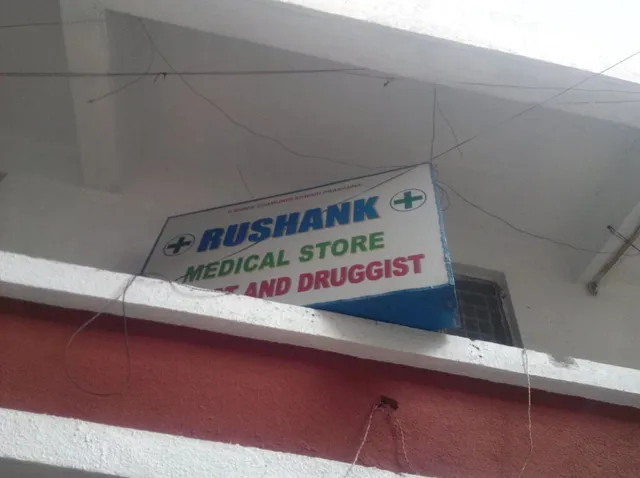 RUSHANK
MEDICAL STORE
AND DRUGGIST